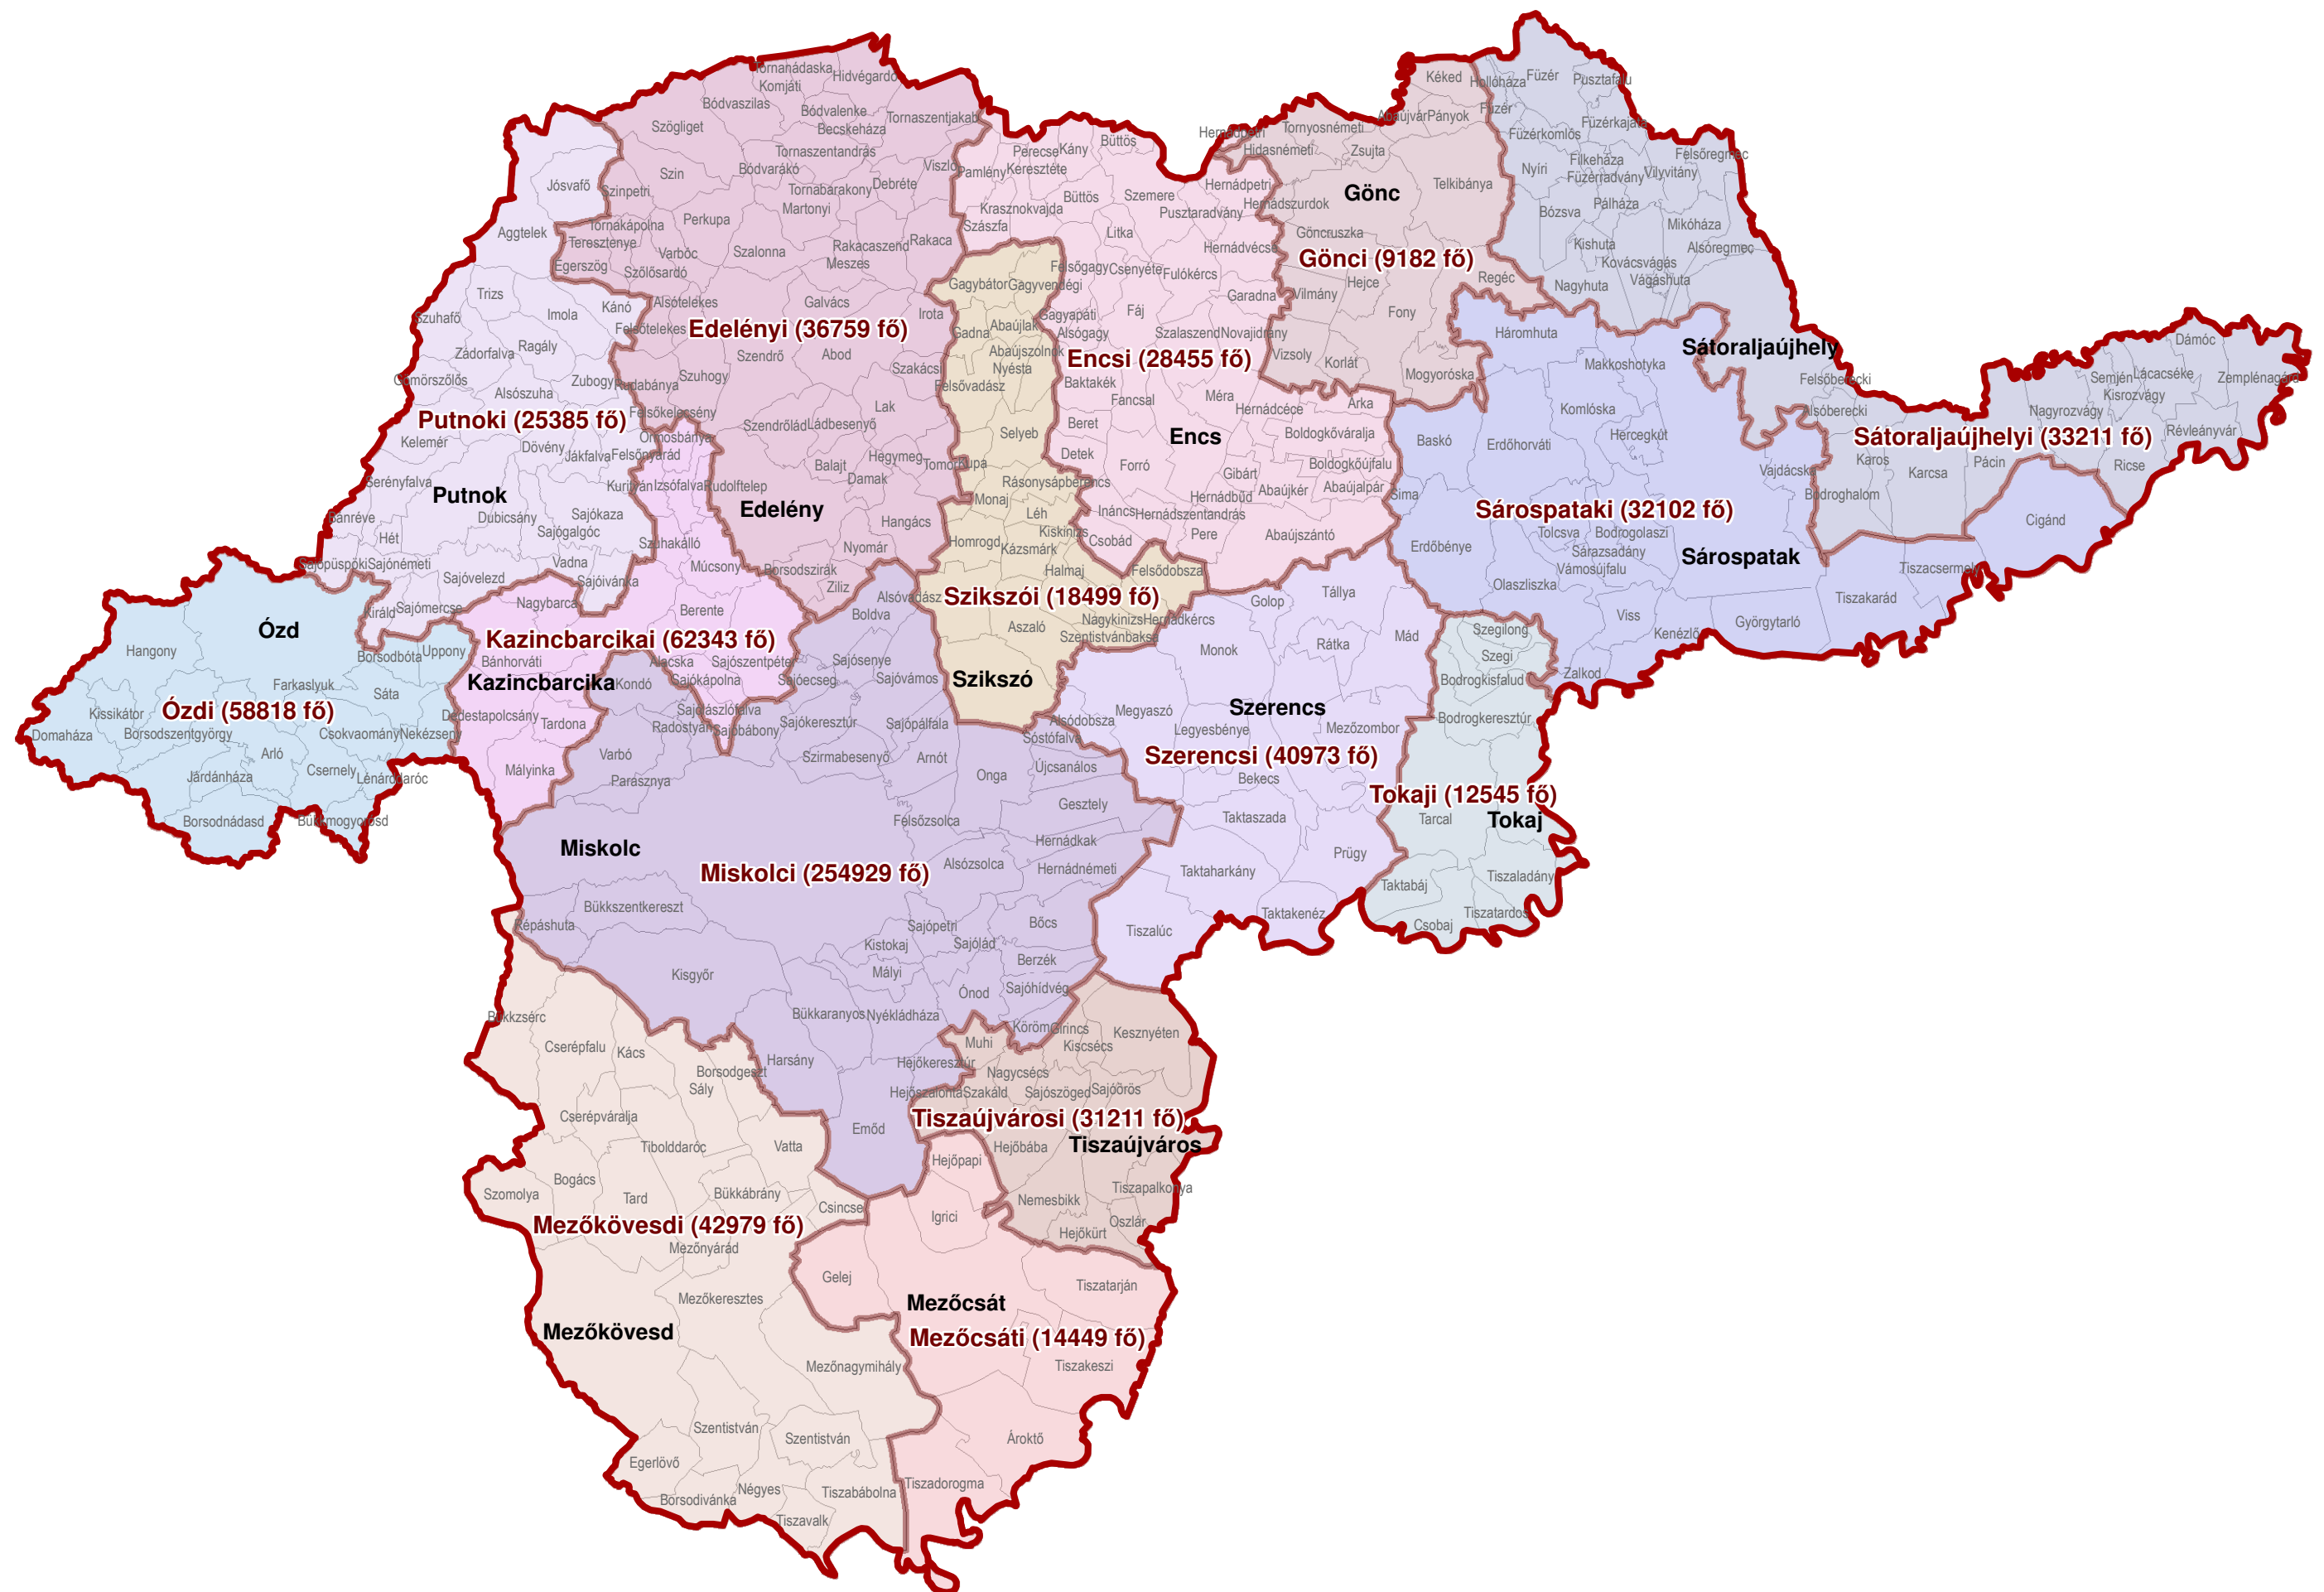 Tornanádaska
Hidvégardó
Komjáti
Bódvaszilas
Bódvalenke
Becskeháza
Tornaszentjakab
Szögliget
Tornaszentandrás
Bódvarákó
Viszló
Szin
Szinpetri
Tornabarakony
Debréte
Martonyi
Perkupa
Tornakápolna
Teresztenye
Varbóc
Szalonna
Rakacaszend
Rakaca
Meszes
Egerszög
Szőlősardó
Alsótelekes
Galvács
Irota
Felsőtelekes
Edelényi (36759 fő)
Szendrő
Abod
Szakácsi
Szuhogy
Rudabánya
Lak
Felsőkelecsény
Szendrőlád
Ládbesenyő
Hegymeg
Tomor
Kupa
Balajt
Damak
Rudolftelep
Edelény
Hangács
Nyomár
Borsodszirák
Ziliz
Jósvafő
Aggtelek
Trizs
Kánó
Imola
Szuhafő
Zádorfalva
Ragály
Gömörszőlős
Alsószuha
Zubogy
Putnoki (25385 fő)
Kelemér
Dövény
Jákfalva
Felsőnyárád
Ormosbánya
Serényfalva
Putnok
Kurityán
Izsófalva
Bánréve
Dubicsány
Sajókaza
Hét
Sajógalgóc
Szuhakálló
Sajópüspöki
Sajónémeti
Vadna
Múcsony
Sajóvelezd
Sajóivánka
Nagybarca
Királd
Sajómercse
Berente
Ózd
Kazincbarcikai (62343 fő)
Hangony
Borsodbóta
Uppony
Bánhorváti
Alacska
Sajószentpéter
Kazincbarcika
Kondó
Sajókápolna
Farkaslyuk
Sáta
Kissikátor
Ózdi (58818 fő)
Dédestapolcsány
Tardona
Sajólászlófalva
Radostyán
Sajóbábony
Domaháza
Borsodszentgyörgy
Csokvaomány
Nekézseny
Arló
Járdánháza
Csernely
Lénárddaróc
Mályinka
Borsodnádasd
Bükkmogyorósd
Varbó
Parasznya
Perecse
Kány
Büttös
Pamlény
Keresztéte
Büttös
Szemere
Hernádpetri
Krasznokvajda
Pusztaradvány
Szászfa
Litka
Hernádvécse
Felsőgagy
Csenyéte
Fulókércs
Gagybátor
Gagyvendégi
Garadna
Gagyapáti
Fáj
Gadna
Abaújlak
Alsógagy
Szalaszend
Novajidrány
Abaújszolnok
Nyésta
Encsi (28455 fő)
Felsővadász
Baktakék
Fancsal
Méra
Hernádcéce
Arka
Beret
Selyeb
Encs
Boldogkőváralja
Detek
Forró
Gibárt
Boldogkőújfalu
Rásonysápberencs
Monaj
Hernádbűd
Abaújkér
Abaújalpár
Léh
Ináncs
Hernádszentandrás
Kiskinizs
Homrogd
Kázsmárk
Csobád
Pere
Abaújszántó
Halmaj
Felsődobsza
Szikszói (18499 fő)
Alsóvadász
Boldva
Aszaló
Nagykinizs
Hernádkércs
Szentistvánbaksa
Szikszó
Hernádpetri
Hidasnémeti
Tornyosnémeti
Zsujta
Kéked
Abaújvár
Pányok
Gönc
Telkibánya
Hernádszurdok
Göncruszka
Gönci (9182 fő)
Vilmány
Hejce
Regéc
Fony
Vizsoly
Korlát
Mogyoróska
Hollóháza
Füzér
Pusztafalu
Füzér
Füzérkomlós
Füzérkajata
Felsőregmec
Nyíri
Filkeháza
Füzérradvány
Vilyvitány
Bózsva
Pálháza
Mikóháza
Kishuta
Alsóregmec
Kovácsvágás
Vágáshuta
Nagyhuta
Háromhuta
Sátoraljaújhely
Makkoshotyka
Felsőberecki
Dámóc
Semjén
Lácacséke
Zemplénagárd
Kisrozvágy
Komlóska
Alsóberecki
Nagyrozvágy
Baskó
Erdőhorváti
Hercegkút
Sátoraljaújhelyi (33211 fő)
Révleányvár
Vajdácska
Karos
Karcsa
Pácin
Ricse
Sima
Bodroghalom
Sárospataki (32102 fő)
Cigánd
Tolcsva
Bodrogolaszi
Erdőbénye
Sárazsadány
Sárospatak
Vámosújfalu
Tiszacsermely
Olaszliszka
Tiszakarád
Viss
Kenézlő
Györgytarló
Zalkod
Golop
Tállya
Monok
Rátka
Mád
Szegilong
Szegi
Bodrogkisfalud
Megyaszó
Szerencs
Bodrogkeresztúr
Alsódobsza
Legyesbénye
Mezőzombor
Szerencsi (40973 fő)
Bekecs
Tokaji (12545 fő)
Taktaszada
Tarcal
Tokaj
Prügy
Taktaharkány
Taktabáj
Tiszaladány
Taktakenéz
Tiszatardos
Csobaj
Tiszalúc
Sajósenye
Sajóecseg
Sajóvámos
Sajókeresztúr
Sajópálfala
Sóstófalva
Szirmabesenyő
Arnót
Onga
Újcsanálos
Gesztely
Felsőzsolca
Miskolc
Hernádkak
Miskolci (254929 fő)
Alsózsolca
Hernádnémeti
Bükkszentkereszt
Répáshuta
Sajópetri
Bőcs
Kistokaj
Sajólád
Berzék
Kisgyőr
Mályi
Ónod
Sajóhídvég
Bükkaranyos
Nyékládháza
Köröm
Girincs
Kesznyéten
Bükkzsérc
Muhi
Kiscsécs
Cserépfalu
Kács
Harsány
Hejőkeresztúr
Borsodgeszt
Nagycsécs
Sály
Hejőszalonta
Szakáld
Sajószöged
Sajóörös
Cserépváralja
Tiszaújvárosi (31211 fő)
Emőd
Tibolddaróc
Vatta
Hejőbába
Tiszaújváros
Hejőpapi
Bogács
Szomolya
Tard
Bükkábrány
Csincse
Nemesbikk
Tiszapalkonya
Igrici
Oszlár
Mezőkövesdi (42979 fő)
Hejőkürt
Mezőnyárád
Gelej
Tiszatarján
Mezőkeresztes
Mezőcsát
Mezőkövesd
Mezőcsáti (14449 fő)
Mezőnagymihály
Tiszakeszi
Szentistván
Szentistván
Ároktő
Egerlövő
Tiszadorogma
Borsodivánka
Négyes
Tiszabábolna
Tiszavalk